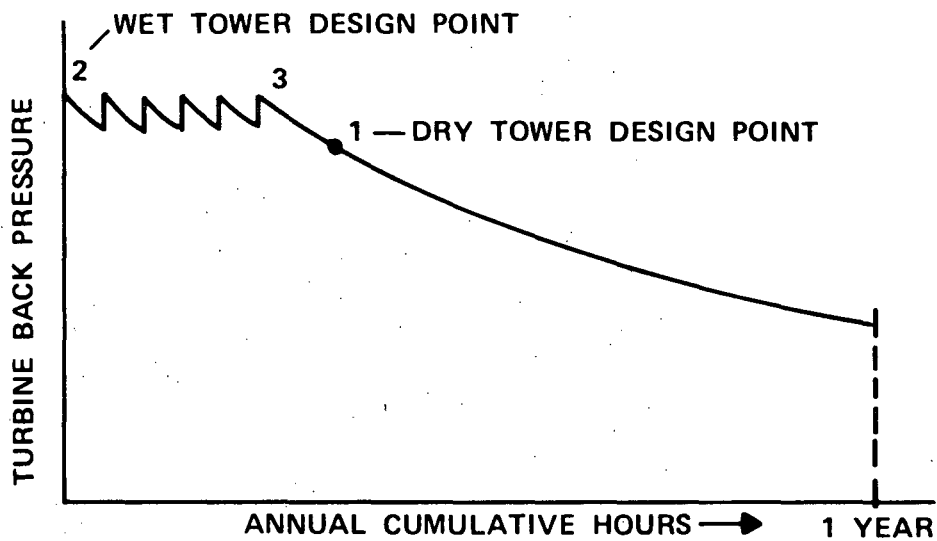 WET TOWER DESIGN POINT
2
3
1 — DRY TOWER DESIGN POINT
TURBINE BACK PRESSURE
ANNUAL CUMULATIVE HOURS →
1 YEAR